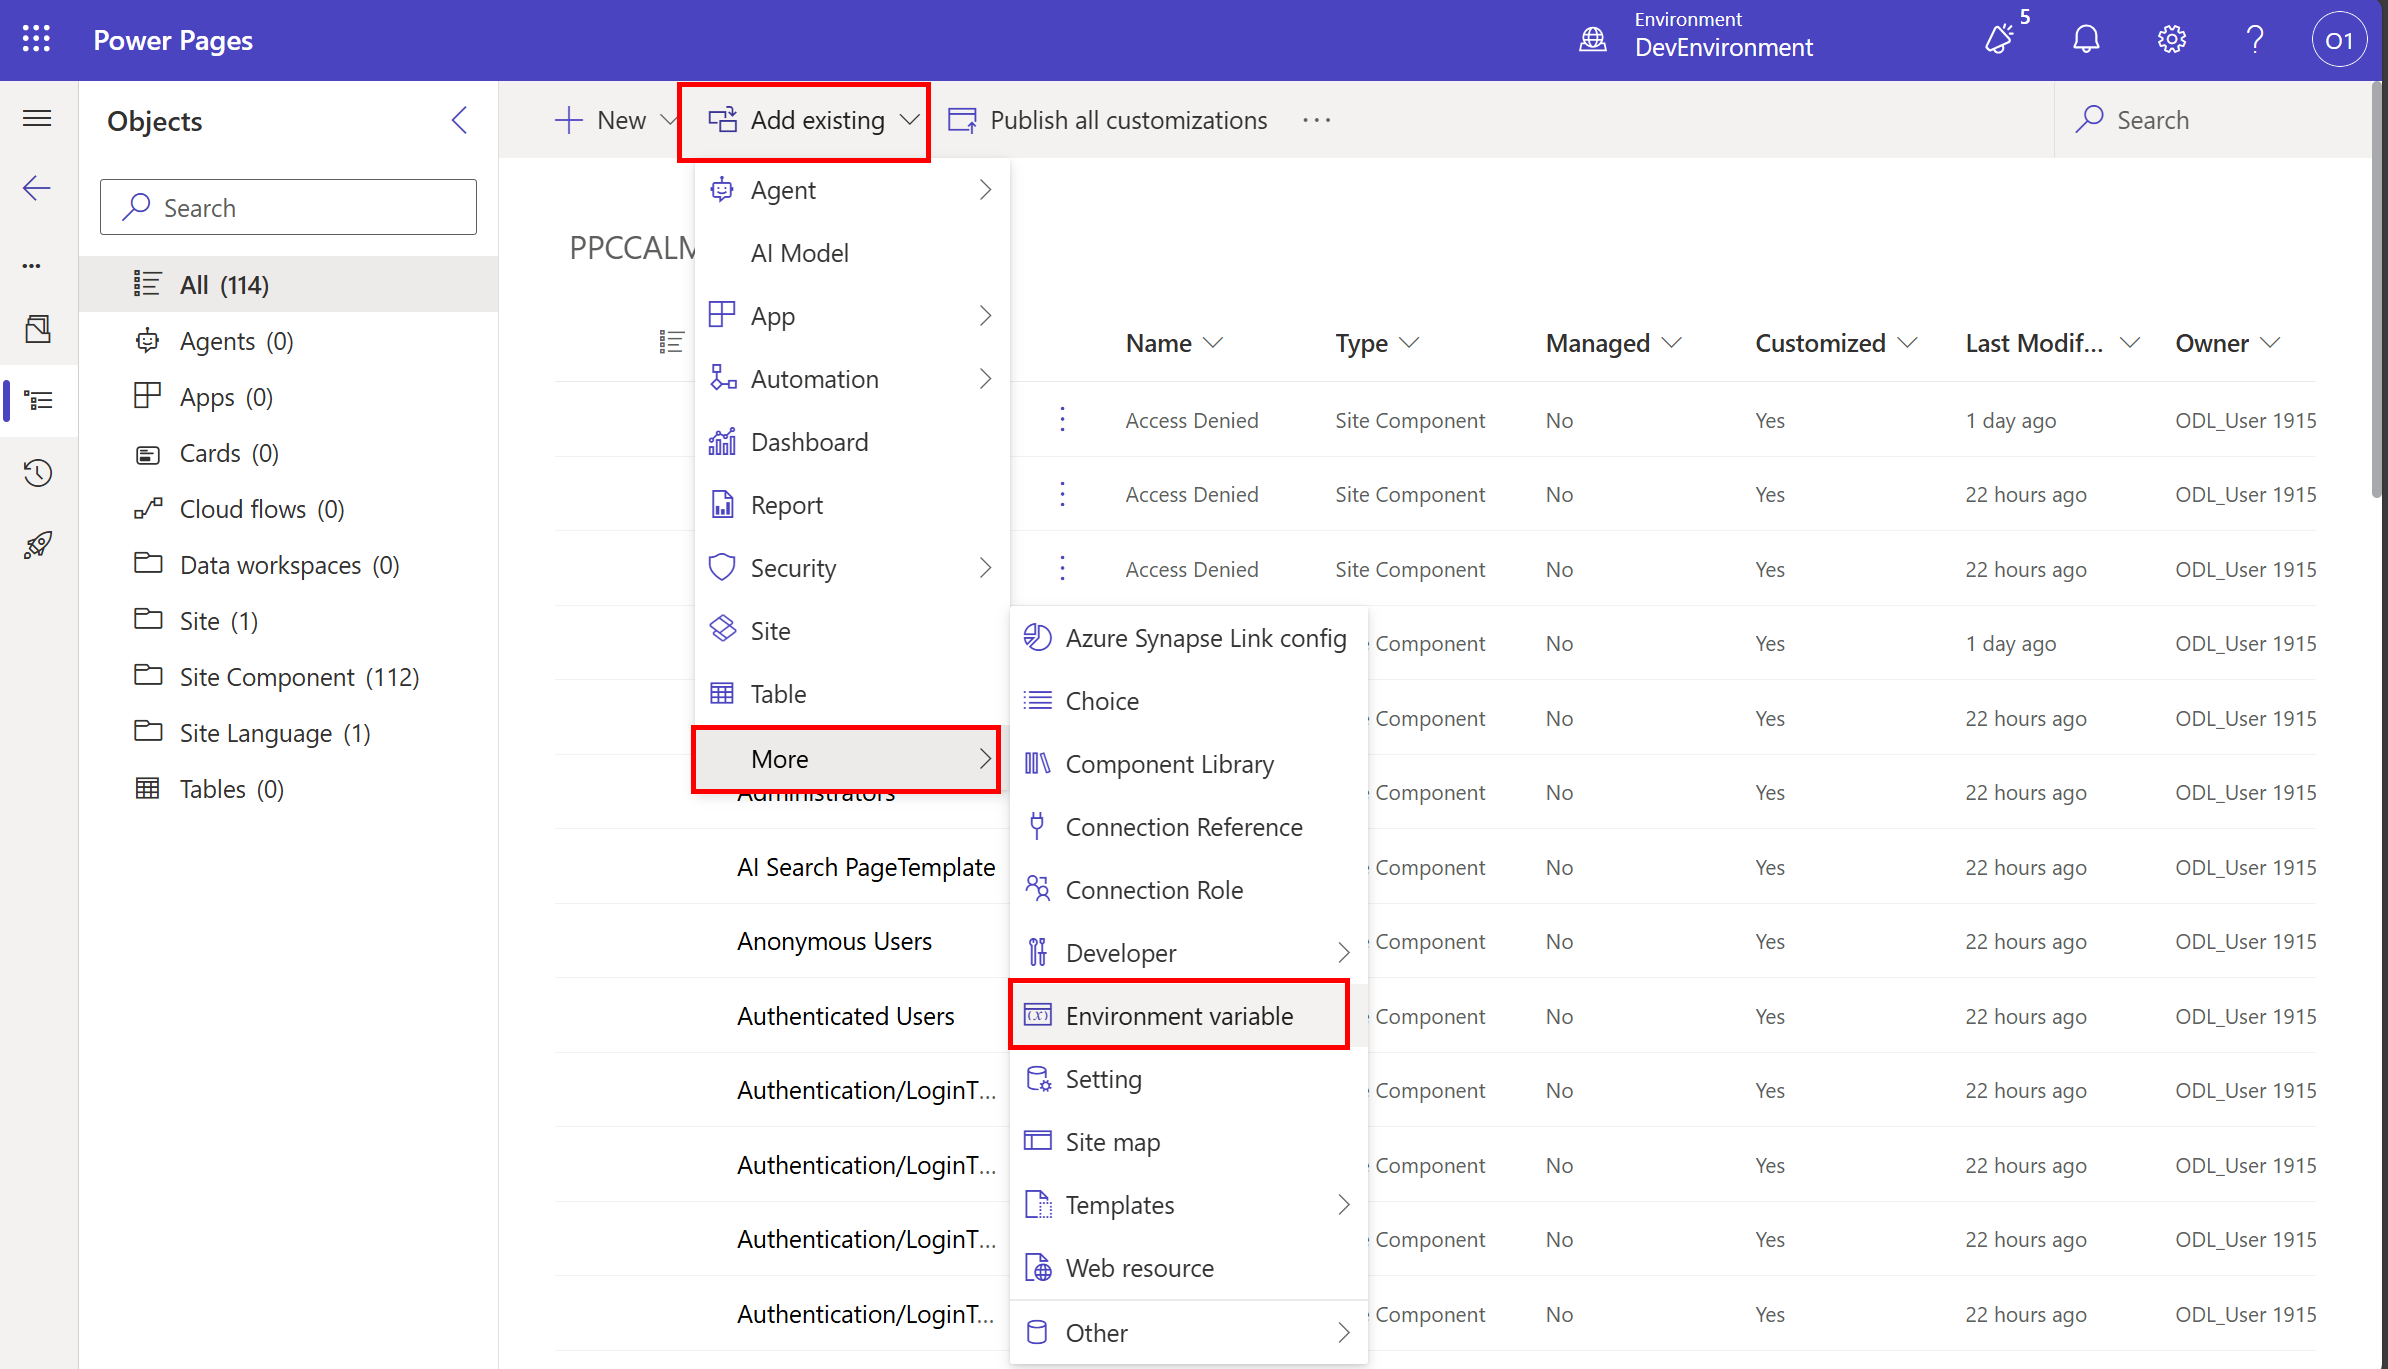 Power Pages
Environment
DevEnvironment
5
O1
Objects
Search
All (114)
Agents (0)
Apps (0)
Cards (0)
Cloud flows (0)
Data workspaces (0)
Site (1)
Site Component (112)
Site Language (1)
Tables (0)
New
Add existing
Publish all customizations
Search
PPCCALM
Agent
AI Model
App
Automation
Dashboard
Report
Security
Site
Table
More
Azure Synapse Link config
Choice
Component Library
Connection Reference
Connection Role
Developer
Environment variable
Setting
Site map
Templates
Web resource
Other
Name Type Managed Customized Last Modif... Owner
Access Denied Site Component No Yes 1 day ago ODL_User 1915
Access Denied Site Component No Yes 22 hours ago ODL_User 1915
Access Denied Site Component No Yes 22 hours ago ODL_User 1915
Component No Yes 1 day ago ODL_User 1915
Component No Yes 22 hours ago ODL_User 1915
Administrators Component No Yes 22 hours ago ODL_User 1915
AI Search PageTemplate Component No Yes 22 hours ago ODL_User 1915
Anonymous Users Component No Yes 22 hours ago ODL_User 1915
Authenticated Users Component No Yes 22 hours ago ODL_User 1915
Authentication/LoginT... Component No Yes 22 hours ago ODL_User 1915
Authentication/LoginT... Component No Yes 22 hours ago ODL_User 1915
Authentication/LoginT... Component No Yes 22 hours ago ODL_User 1915
Authentication/LoginT... Component No Yes 22 hours ago ODL_User 1915